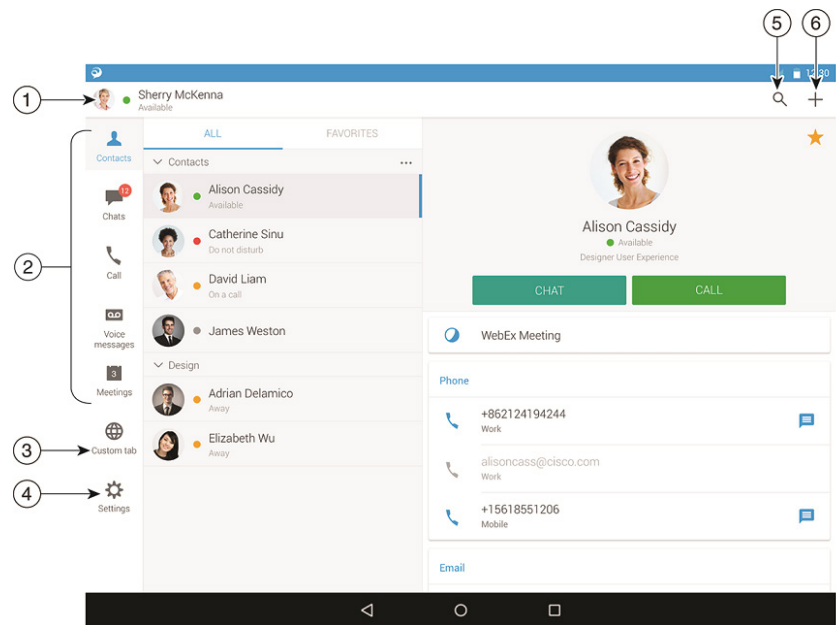 5
6
12:30
1
Sherry McKenna
Available
ALL
FAVORITES
Contacts
Contacts
Alison Cassidy
Available
12
Chats
Catherine Sinu
Do not disturb
2
Call
David Liam
On a call
James Weston
Voice
messages
Design
3
Meetings
Adrian Delamico
Away
3
Custom tab
Elizabeth Wu
Away
4
Settings
Alison Cassidy
Available
Designer User Experience
CHAT
CALL
WebEx Meeting
Phone
+862124194244
Work
alisoncass@cisco.com
Work
+15618551206
Mobile
Email